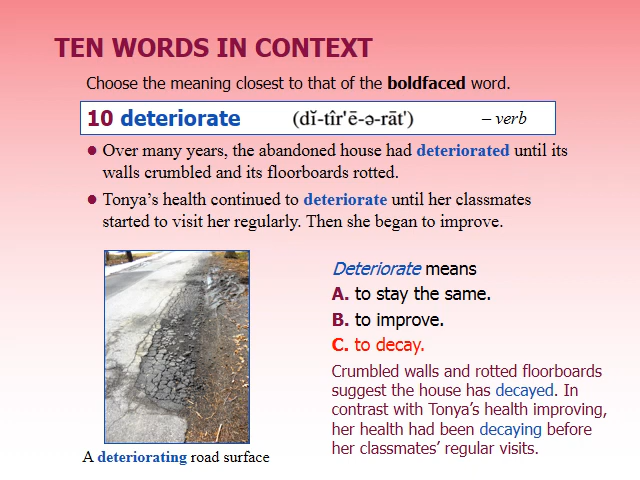 TEN WORDS IN CONTEXT
Choose the meaning closest to that of the boldfaced word.
10 deteriorate (dĭ-tîr'ē-ə-rāt') – verb
• Over many years, the abandoned house had deteriorated until its
walls crumbled and its floorboards rotted.
• Tonya’s health continued to deteriorate until her classmates
started to visit her regularly. Then she began to improve.
Deteriorate means
A. to stay the same.
B. to improve.
C. to decay.
Crumbled walls and rotted floorboards
suggest the house has decayed. In
contrast with Tonya’s health improving,
her health had been decaying before
her classmates’ regular visits.
A deteriorating road surface